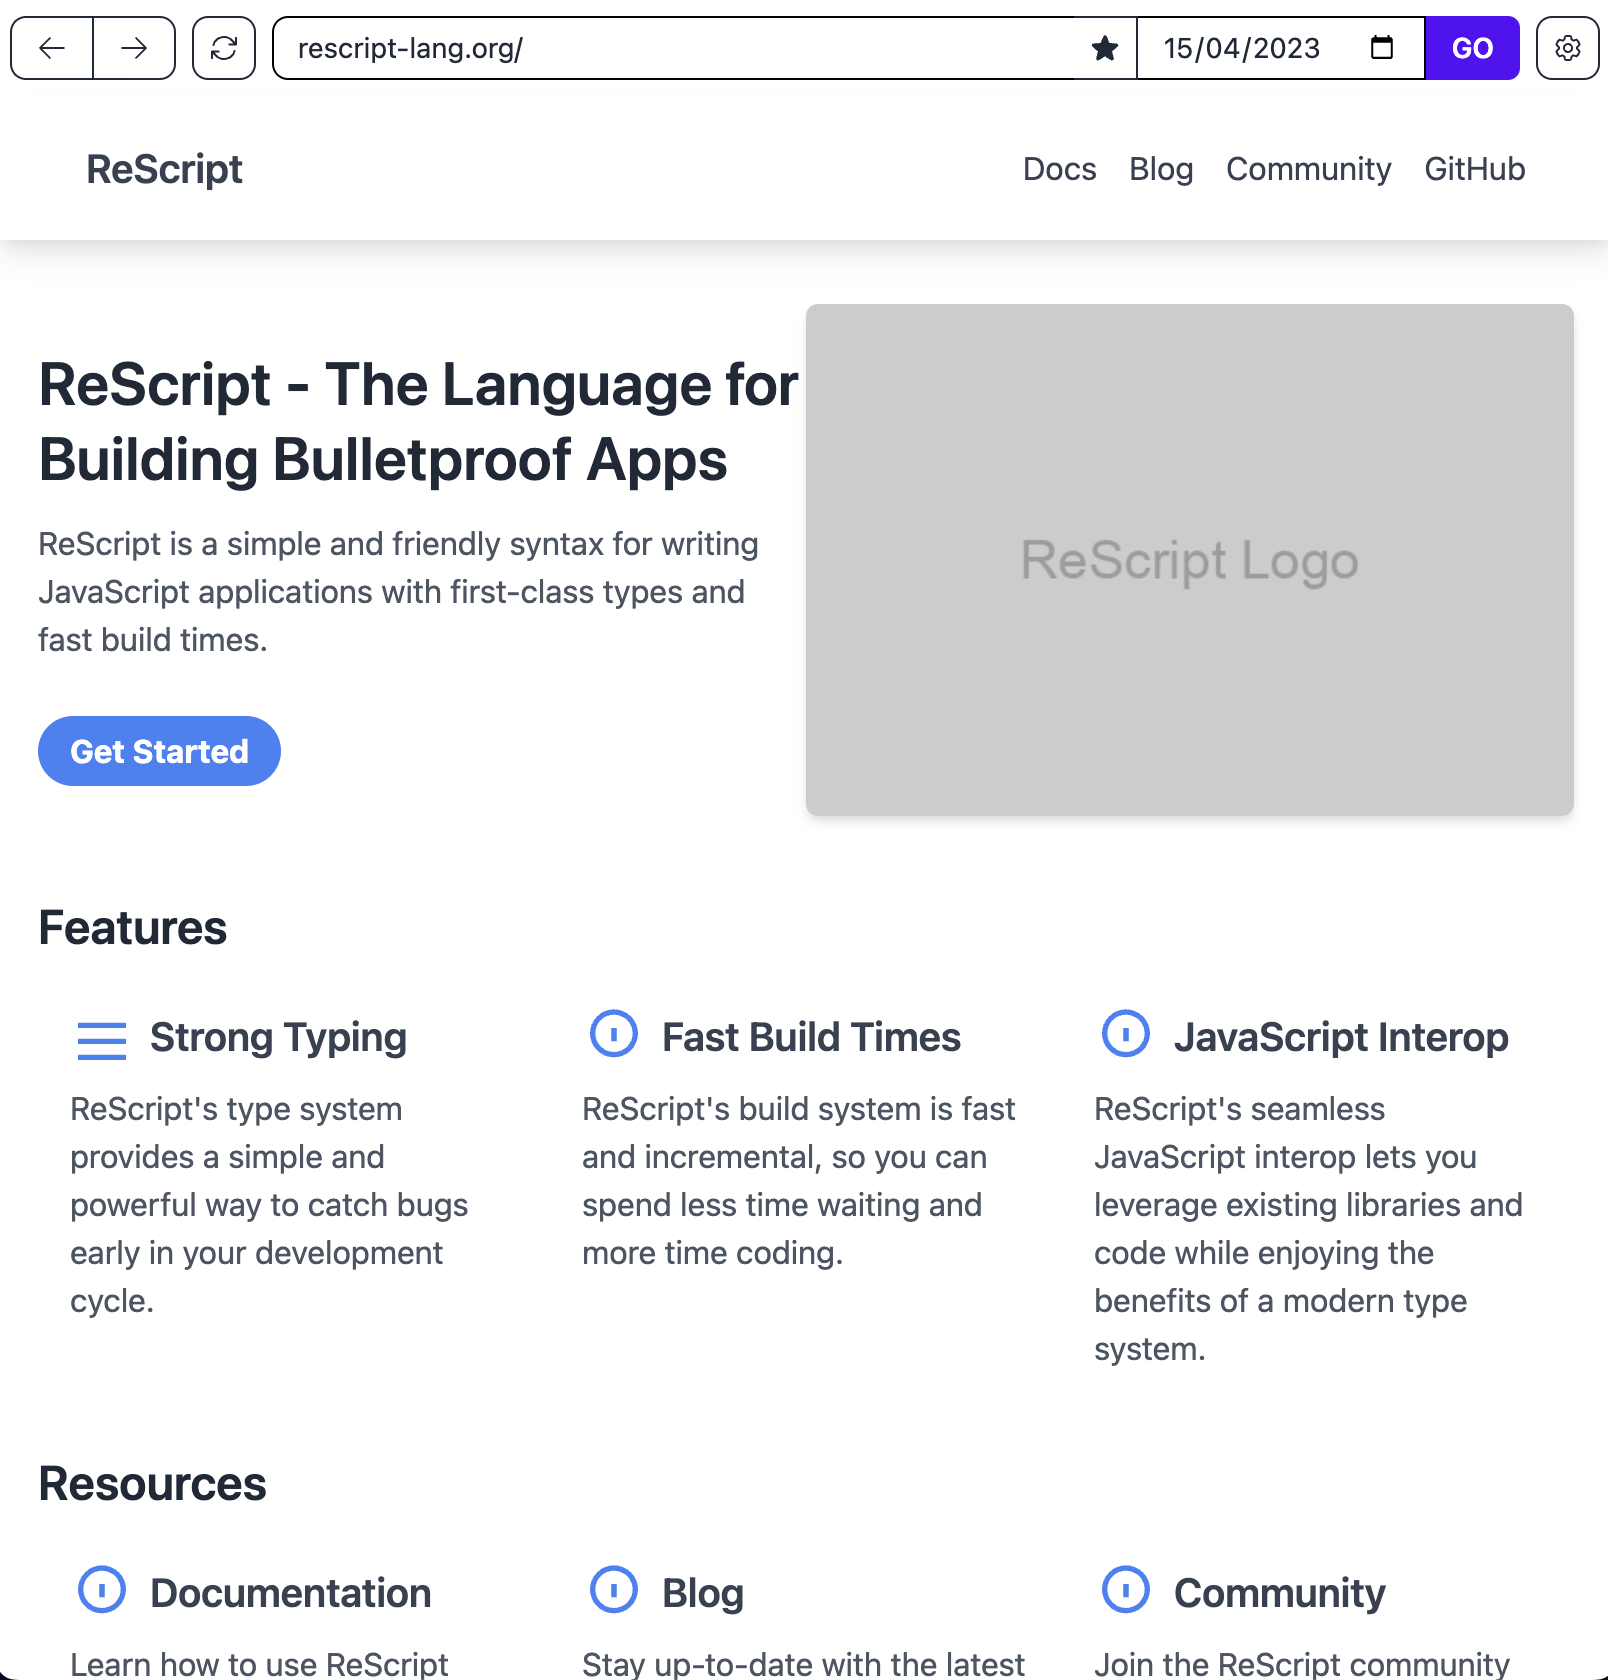 rescript-lang.org/ 15/04/2023 GO
ReScript Docs Blog Community GitHub
ReScript - The Language for
Building Bulletproof Apps
ReScript is a simple and friendly syntax for writing
JavaScript applications with first-class types and
fast build times.
Get Started
ReScript Logo
Features
Strong Typing
ReScript's type system
provides a simple and
powerful way to catch bugs
early in your development
cycle.
Fast Build Times
ReScript's build system is fast
and incremental, so you can
spend less time waiting and
more time coding.
JavaScript Interop
ReScript's seamless
JavaScript interop lets you
leverage existing libraries and
code while enjoying the
benefits of a modern type
system.
Resources
Documentation
Learn how to use ReScript
Blog
Stay up-to-date with the latest
Community
Join the ReScript community